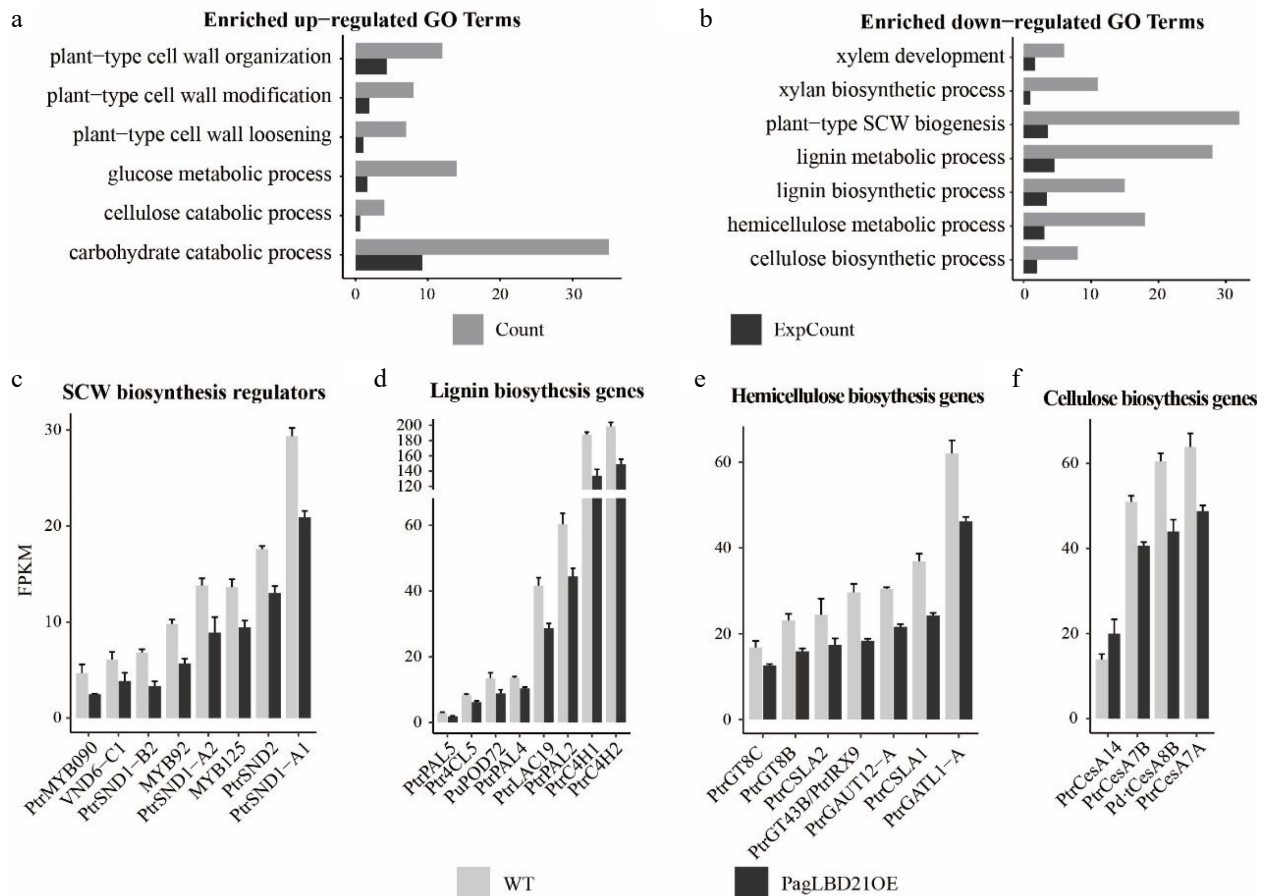 a
Enriched up−regulated GO Terms
plant−type cell wall organization
plant−type cell wall modification
plant−type cell wall loosening
glucose metabolic process
cellulose catabolic process
carbohydrate catabolic process
0 10 20 30
b
Enriched down−regulated GO Terms
xylem development
xylan biosynthetic process
plant−type SCW biogenesis
lignin metabolic process
lignin biosynthetic process
hemicellulose metabolic process
cellulose biosynthetic process
0 10 20 30
Count
ExpCount
c
SCW biosynthesis regulators
FPKM
30
20
10
0
PtrMYB090
VND6−C1
PtrSND1−B2
MYB92
PtrSND1−A2
MYB125
PtrSND2
PtrSND1−A1
d
Lignin biosythesis genes
200
180
160
140
120
60
40
20
0
PtrPAL5
Ptr4CL5
PuPOD72
PtrPAL4
PtrLAC19
PtrPAL2
PtrC4H1
PtrC4H2
e
Hemicellulose biosythesis genes
60
40
20
0
PtrGT8C
PtrGT8B
PtrCSLA2
PtrGT43B/PtrIRX9
PtrGAUT12−A
PtrCSLA1
PtrGATL1−A
f
Cellulose biosythesis genes
60
40
20
0
PtrCesA14
PtrCesA7B
Pd·tCesA8B
PtrCesA7A
WT
PagLBD21OE